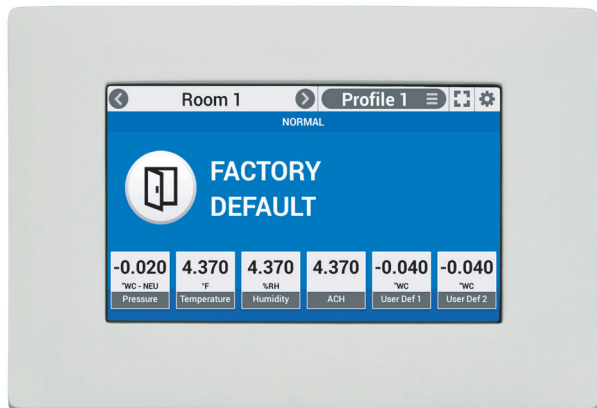 Room 1 Profile 1
NORMAL
FACTORY
DEFAULT
-0.020 4.370 4.370 4.370 -0.040 -0.040
"WC - NEU °F %RH "WC "WC
Pressure Temperature Humidity ACH User Def 1 User Def 2